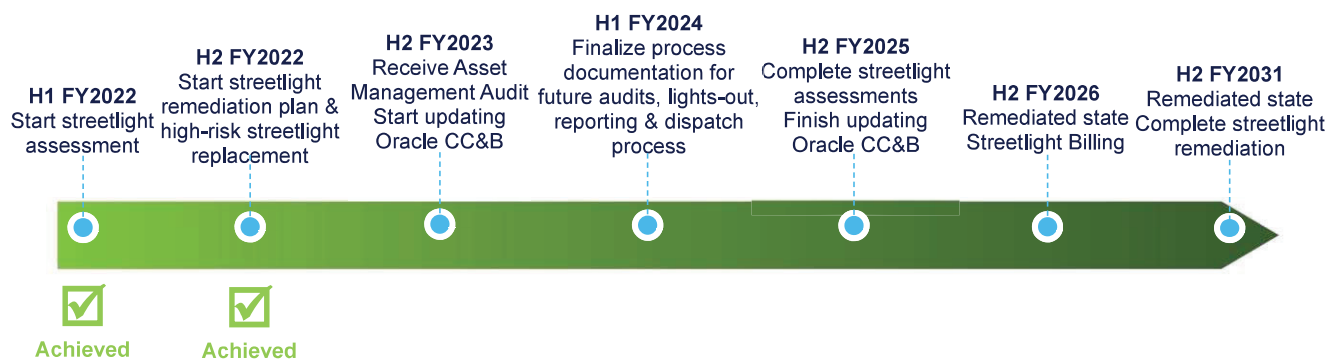 H1 FY2022
Start streetlight
assessment
H2 FY2022
Start streetlight
remediation plan &
high-risk streetlight
replacement
H2 FY2023
Receive Asset
Management Audit
Start updating
Oracle CC&B
H1 FY2024
Finalize process
documentation for
future audits, lights-out,
reporting & dispatch
process
H2 FY2025
Complete streetlight
assessments
Finish updating
Oracle CC&B
H2 FY2026
Remediated state
Streetlight Billing
H2 FY2031
Remediated state
Complete streetlight
remediation
Achieved
Achieved